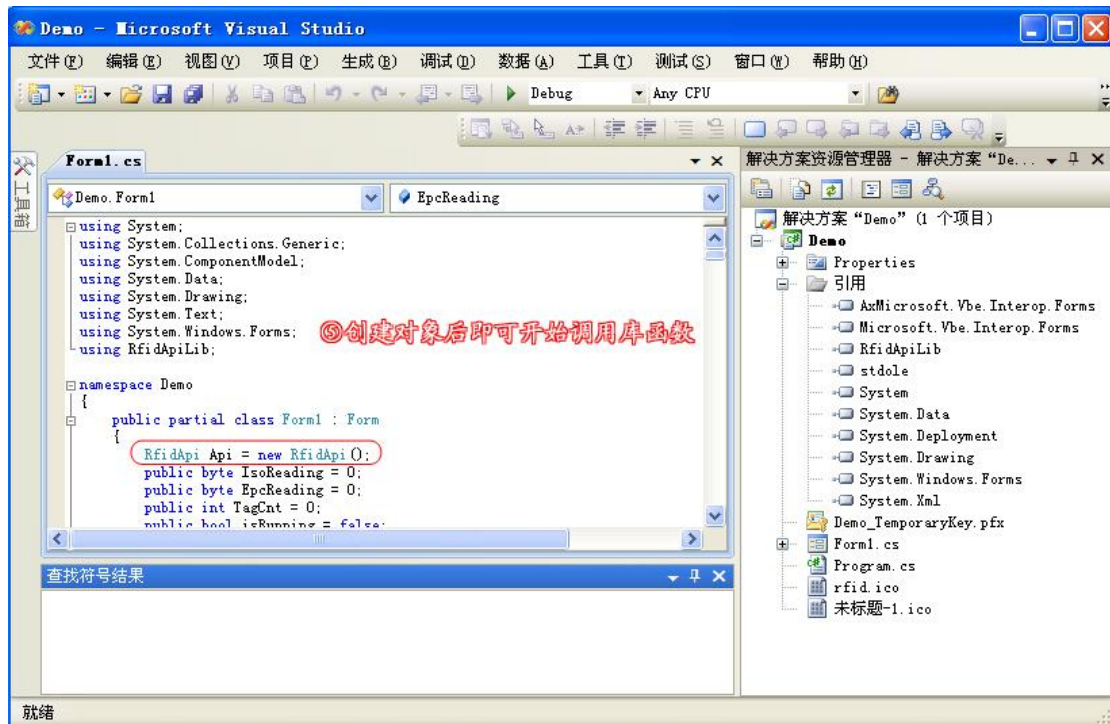 Demo - Microsoft Visual Studio
文件(F) 编辑(E) 视图(V) 项目(P) 生成(B) 调试(D) 数据(A) 工具(T) 测试(S) 窗口(W) 帮助(H)
Debug Any CPU
工具箱
Form1.cs
Demo.Form1 EpcReading
using System;
using System.Collections.Generic;
using System.ComponentModel;
using System.Data;
using System.Drawing;
using System.Text;
using System.Windows.Forms;
using RfidApiLib;
⑤创建对象后即可开始调用库函数
namespace Demo
{
public partial class Form1 : Form
{
RfidApi Api = new RfidApi();
public byte IsoReading = 0;
public byte EpcReading = 0;
public int TagCnt = 0;
public bool isRunning = false;
查找符号结果
解决方案资源管理器 - 解决方案“De...
解决方案“Demo”(1 个项目)
Demo
Properties
引用
AxMicrosoft.Vbe.Interop.Forms
Microsoft.Vbe.Interop.Forms
RfidApiLib
stdole
System
System.Data
System.Deployment
System.Drawing
System.Windows.Forms
System.Xml
Demo_TemporaryKey.pfx
Form1.cs
Program.cs
rfid.ico
未标题-1.ico
就绪